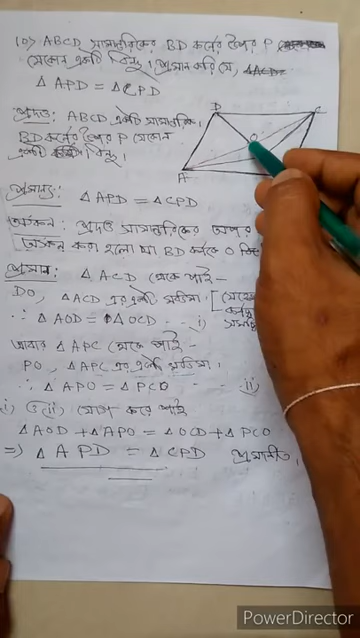 10) ABCD সামান্তরিকের BD কর্ণের উপর P
যেকোন একটি বিন্দু। প্রমান করি যে,
△APD = △CPD
প্রদত্ত: ABCD একটি সামান্তরিক।
BD কর্ণের উপর P যেকোন
একটি বিন্দু।
D
C
O
A
প্রমান্য: △APD = △CPD
অঙ্কন: প্রদত্ত সামান্তরিকের অপর
অঙ্কন করা হলো যা BD কর্ণকে O
প্রমান: △ACD থেকে পাই -
DO, △ACD এর একটি মধ্যমা। [যেহেতু
∴ △AOD = △OCD - - - i)
আবার △APC থেকে পাই -
PO, △APC এর একটি মধ্যমা।
∴ △APO = △PCO - - ii)
i) ও ii) যোগ করে পাই
△AOD + △APO = △OCD + △PCO
=> △APD = △CPD প্রমানীত।
PowerDirector